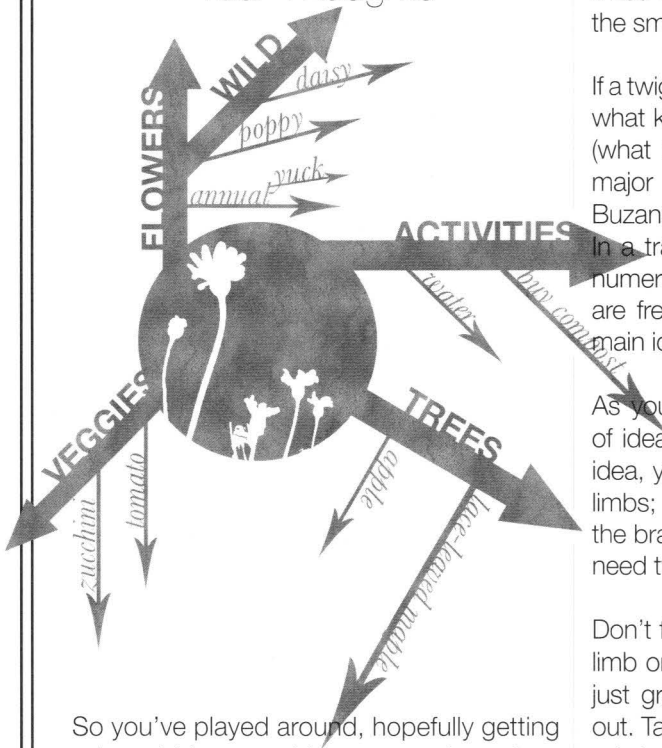 the sm
WILD
daisy
FLOWERS
poppy
yuck
annual
ACTIVITIES
water
buy compost
VEGGIES
zucchini
tomato
TREES
apple
lace-leaved maple
So you've played around, hopefully getting
If a twig
what k
(what
major
Buzan
In a tra
numer
are fre
main ic
As you
of idea
idea, y
limbs;
the bra
need t
Don't f
limb or
just gr
out. Ta